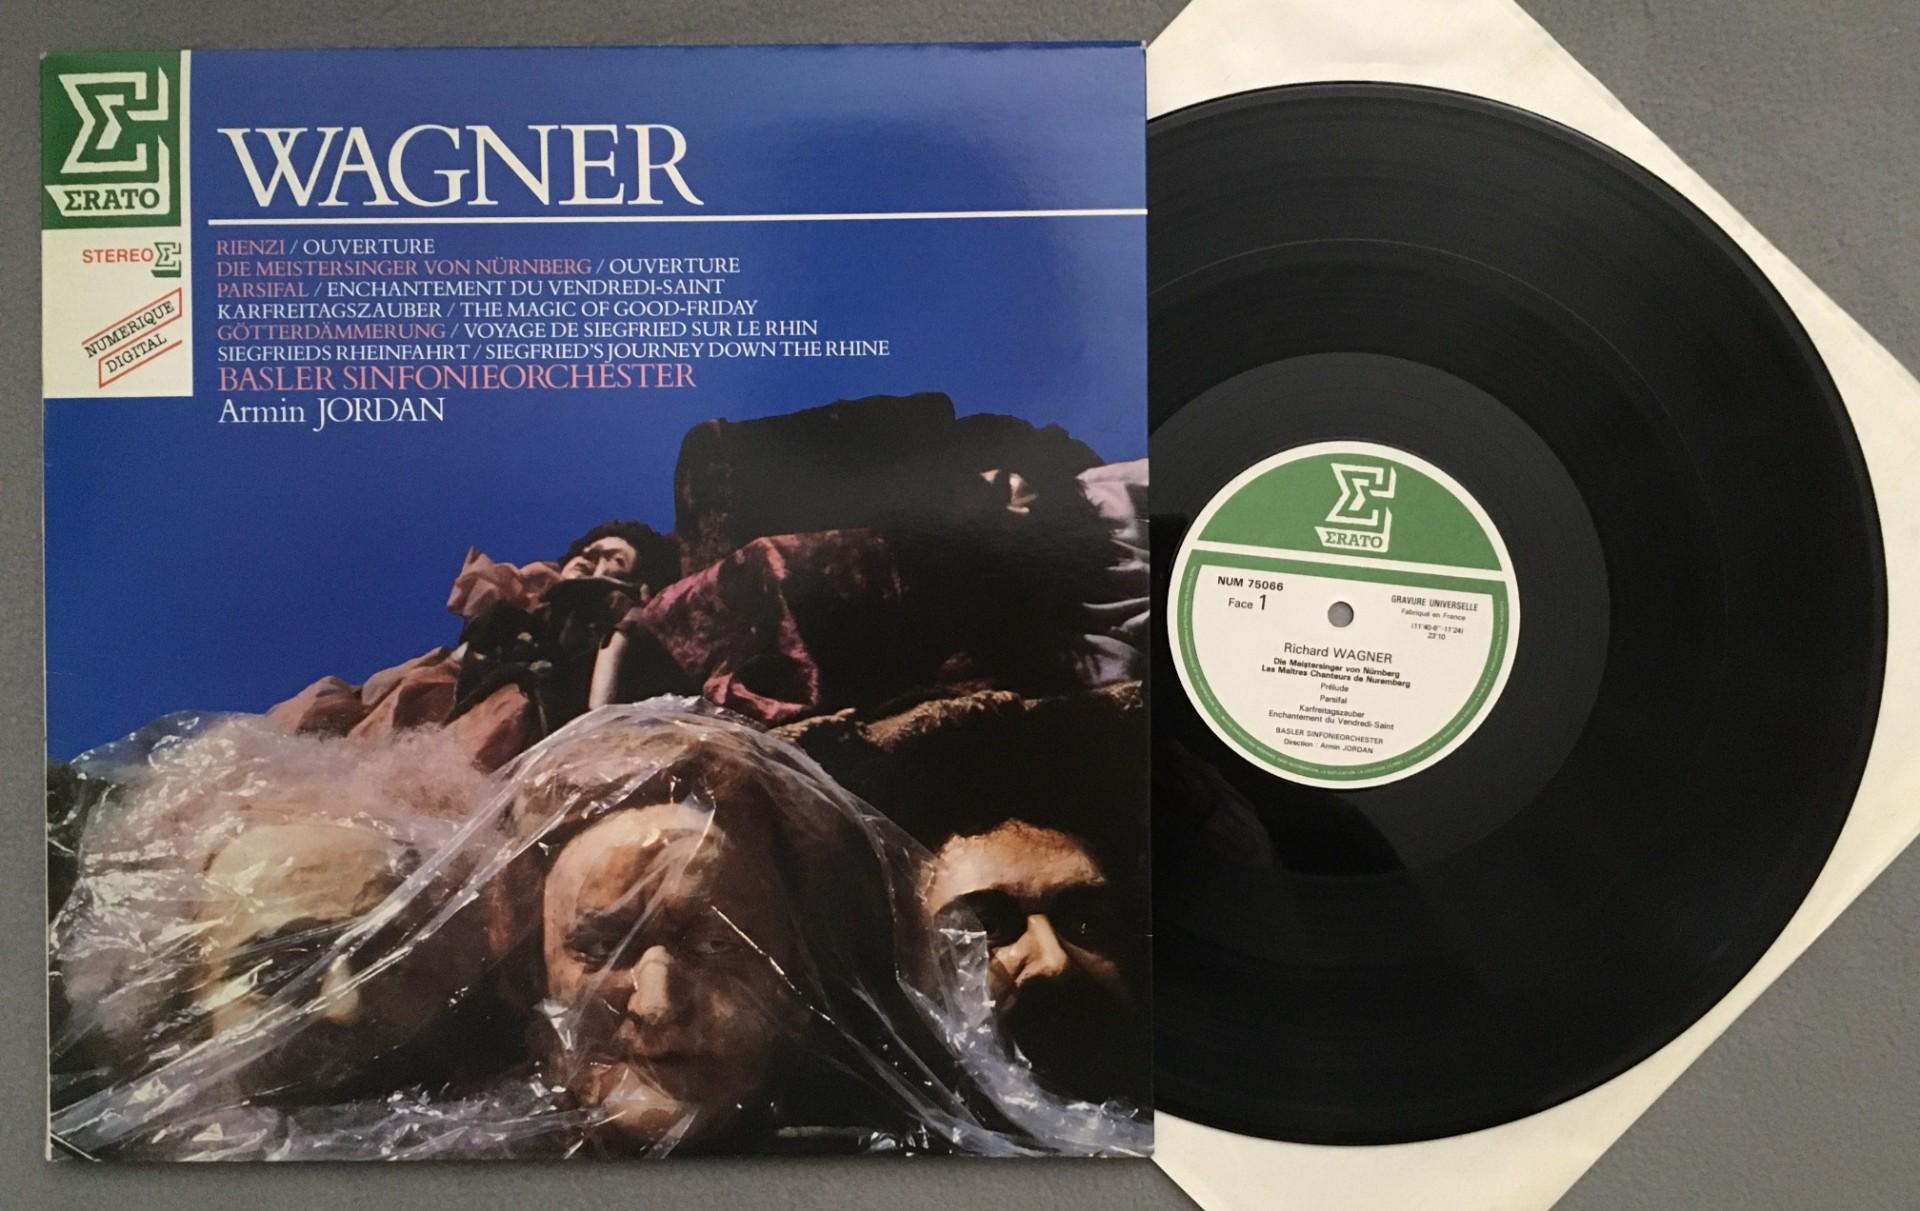 ΣRATO
STEREO
NUMERIQUE
DIGITAL
WAGNER
RIENZI / OUVERTURE
DIE MEISTERSINGER VON NÜRNBERG / OUVERTURE
PARSIFAL / ENCHANTEMENT DU VENDREDI-SAINT
KARFREITAGSZAUBER / THE MAGIC OF GOOD-FRIDAY
GÖTTERDÄMMERUNG / VOYAGE DE SIEGFRIED SUR LE RHIN
SIEGFRIEDS RHEINFAHRT / SIEGFRIED'S JOURNEY DOWN THE RHINE
BASLER SINFONIEORCHESTER
Armin JORDAN
ΣRATO
NUM 75066
Face 1
GRAVURE UNIVERSELLE
Fabriqué en France
23'10
Richard WAGNER
Die Meistersinger von Nürnberg
Les Maîtres Chanteurs de Nuremberg
Prélude
Parsifal
Karfreitagszauber
Enchantement du Vendredi-Saint
BASLER SINFONIEORCHESTER
Direction : Armin JORDAN